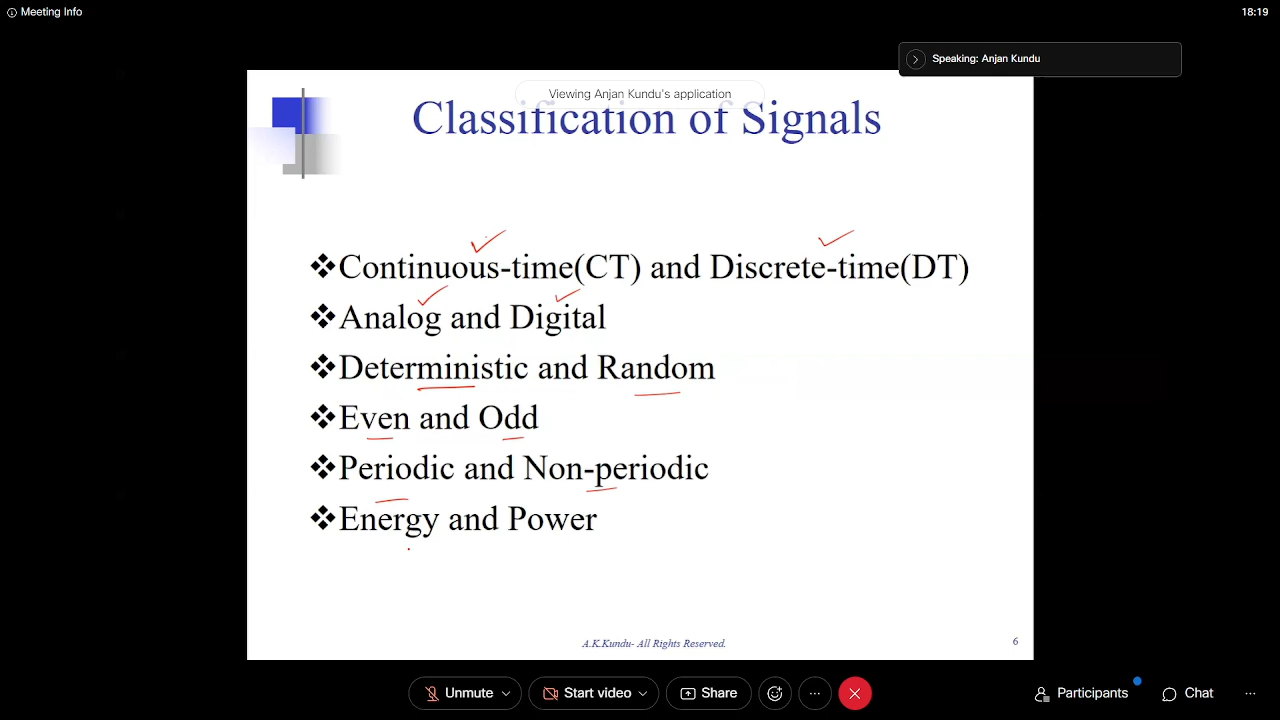 Meeting Info
18:19
Speaking: Anjan Kundu
Viewing Anjan Kundu's application
Classification of Signals
❖Continuous-time(CT) and Discrete-time(DT)
❖Analog and Digital
❖Deterministic and Random
❖Even and Odd
❖Periodic and Non-periodic
❖Energy and Power
A.K.Kundu- All Rights Reserved.
6
Unmute
Start video
Share
Participants
Chat